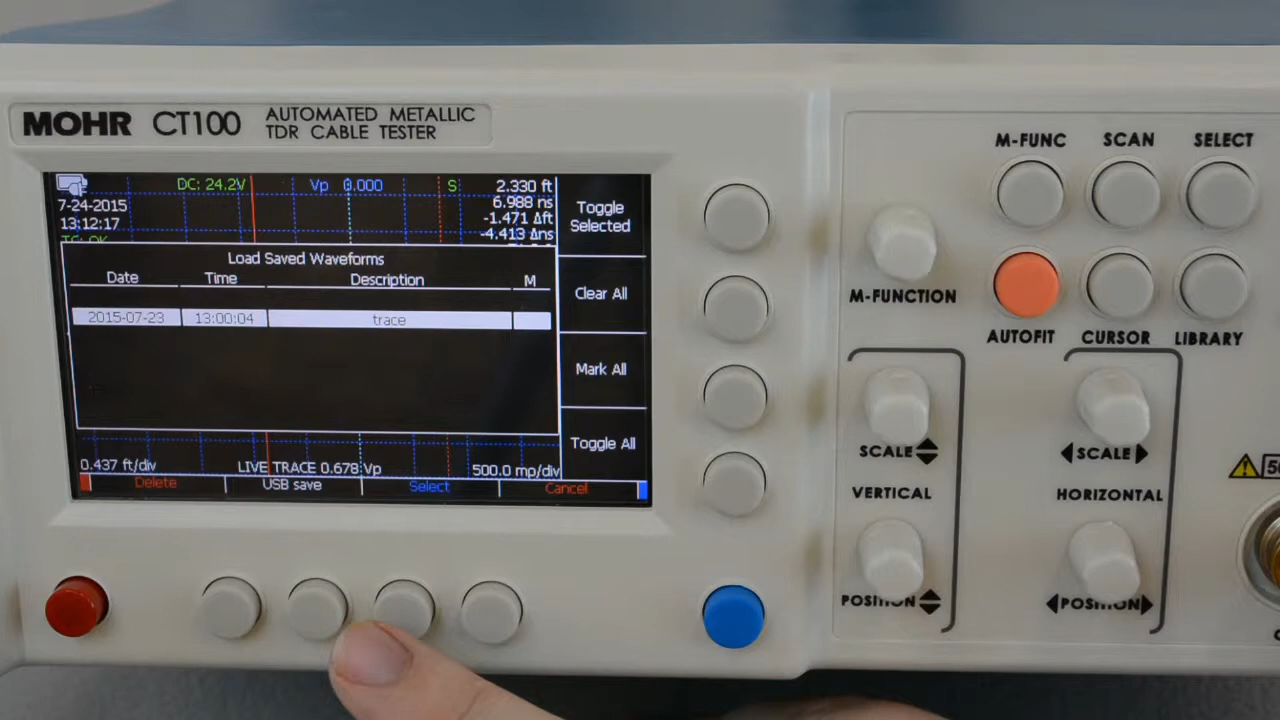 MOHR CT100 AUTOMATED METALLIC
TDR CABLE TESTER
DC: 24.2V Vp 0.000 S 2.330 ft
7-24-2015 6.988 ns
13:12:17 -1.471 Δft
-4.413 Δns
Load Saved Waveforms
Date Time Description M
2015-07-23 13:00:04 trace
0.437 ft/div LIVE TRACE 0.678 Vp 500.0 mp/div
Delete USB save Select Cancel
Toggle
Selected
Clear All
Mark All
Toggle All
M-FUNC SCAN SELECT
M-FUNCTION
AUTOFIT CURSOR LIBRARY
SCALE SCALE
VERTICAL HORIZONTAL
POSITION POSITION